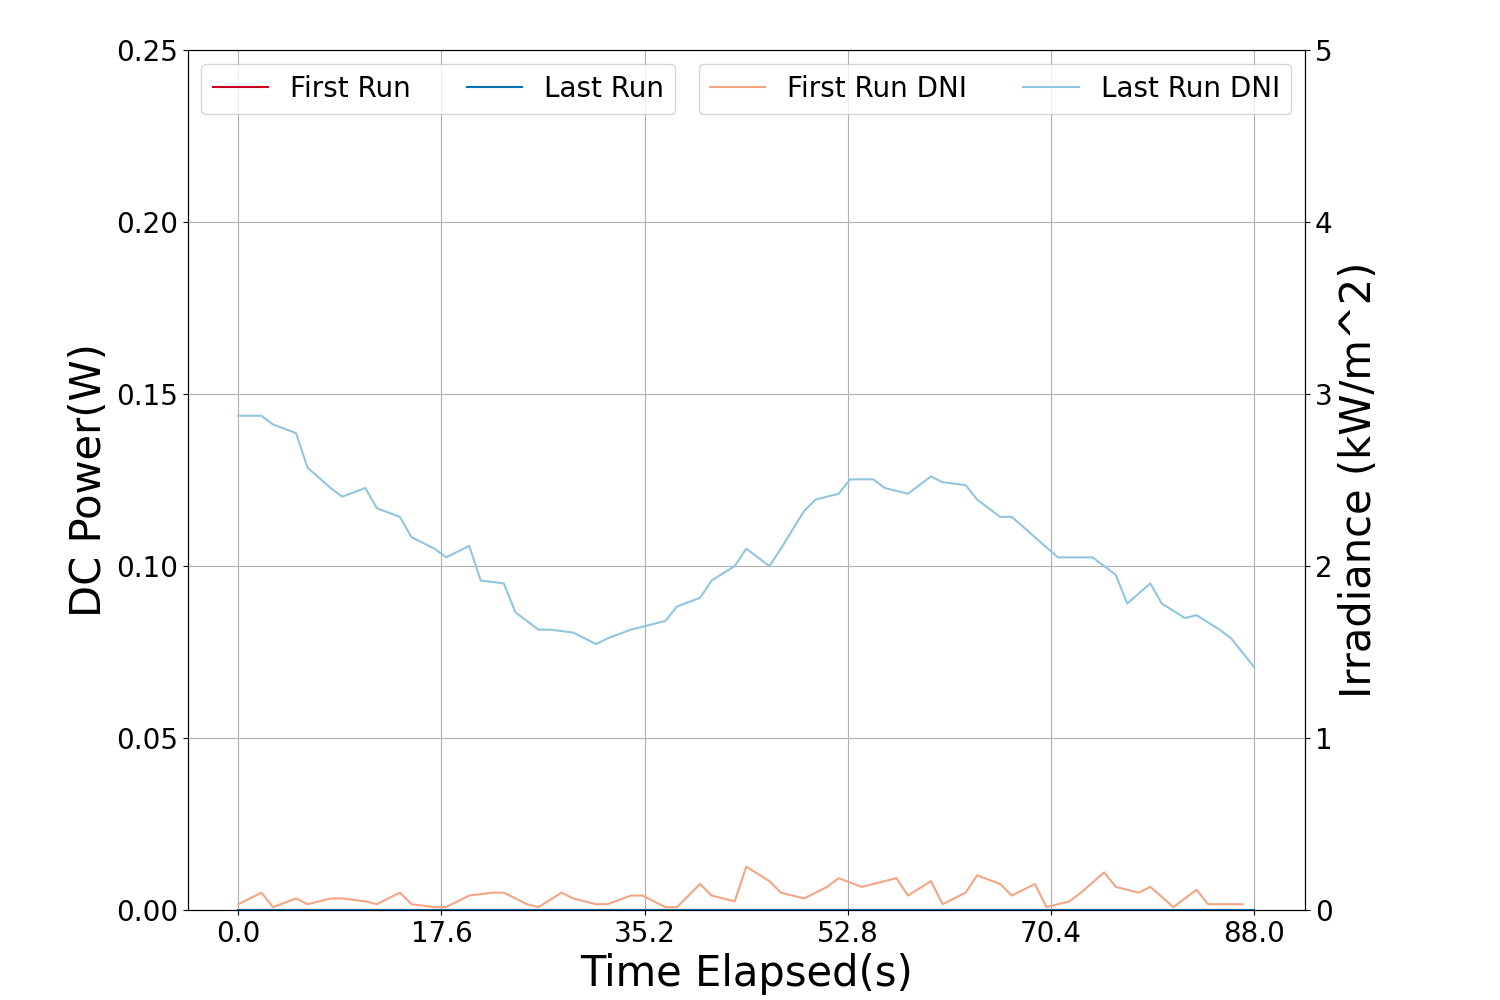 First Run
Last Run
First Run DNI
Last Run DNI
DC Power(W)
0.25
0.20
0.15
0.10
0.05
0.00
5
4
3
2
1
0
Irradiance (kW/m^2)
0.0
17.6
35.2
52.8
70.4
88.0
Time Elapsed(s)